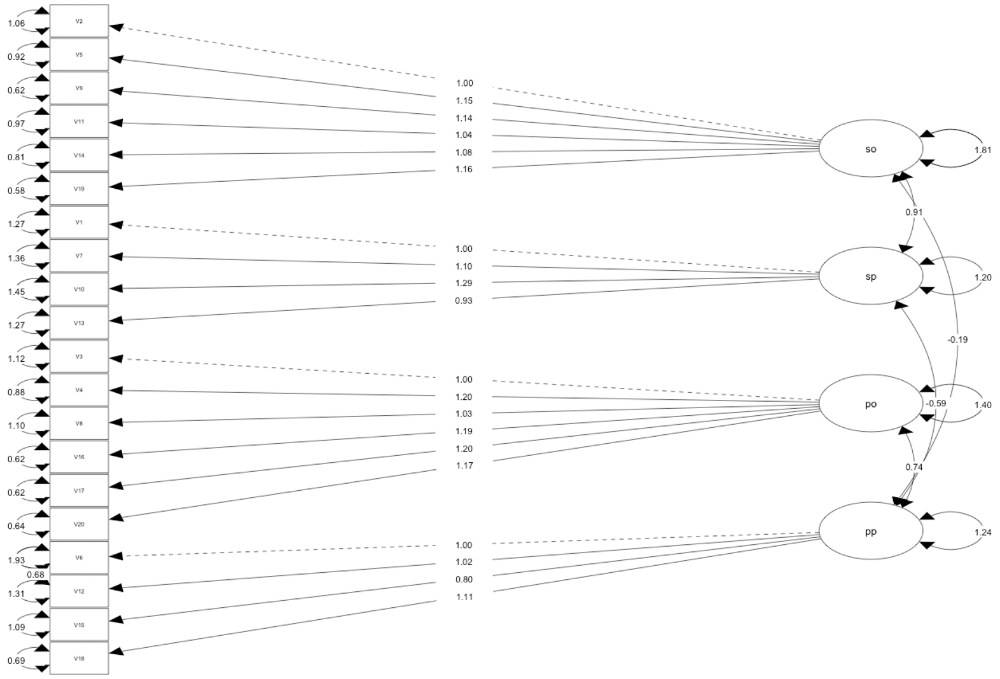 1.06 V2
0.92 V5
0.62 V9
0.97 V11
0.81 V14
0.58 V19
1.27 V1
1.36 V7
1.45 V10
1.27 V13
1.12 V3
0.88 V4
1.10 V8
0.62 V16
0.62 V17
0.64 V20
1.93 V6
0.68
1.31 V12
1.09 V15
0.69 V18
1.00
1.15
1.14
1.04
1.08
1.16
1.00
1.10
1.29
0.93
1.00
1.20
1.03
1.19
1.20
1.17
1.00
1.02
0.80
1.11
so 1.81
0.91
sp 1.20
-0.19
po -0.59 1.40
0.74
pp 1.24